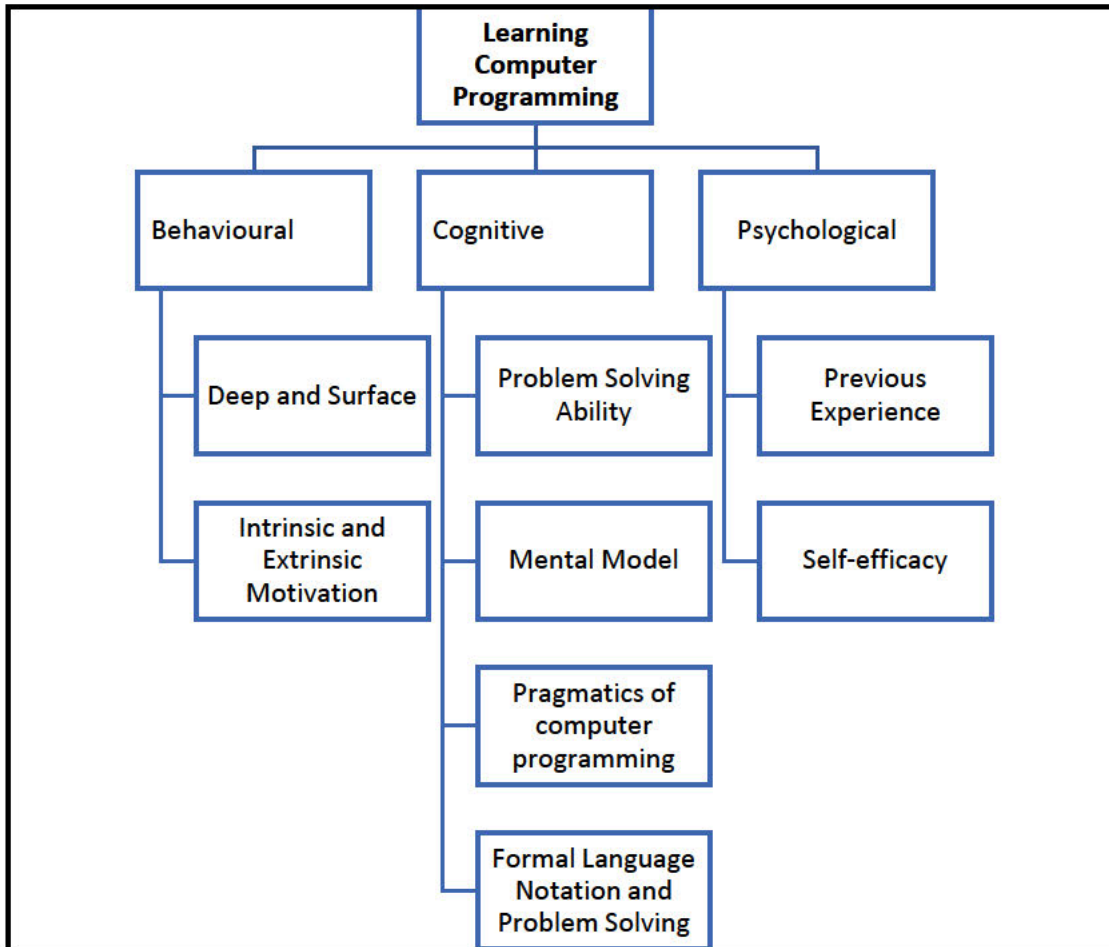 Learning
Computer
Programming
Behavioural
Cognitive
Psychological
Deep and Surface
Problem Solving
Ability
Previous
Experience
Intrinsic and
Extrinsic
Motivation
Mental Model
Self-efficacy
Pragmatics of
computer
programming
Formal Language
Notation and
Problem Solving